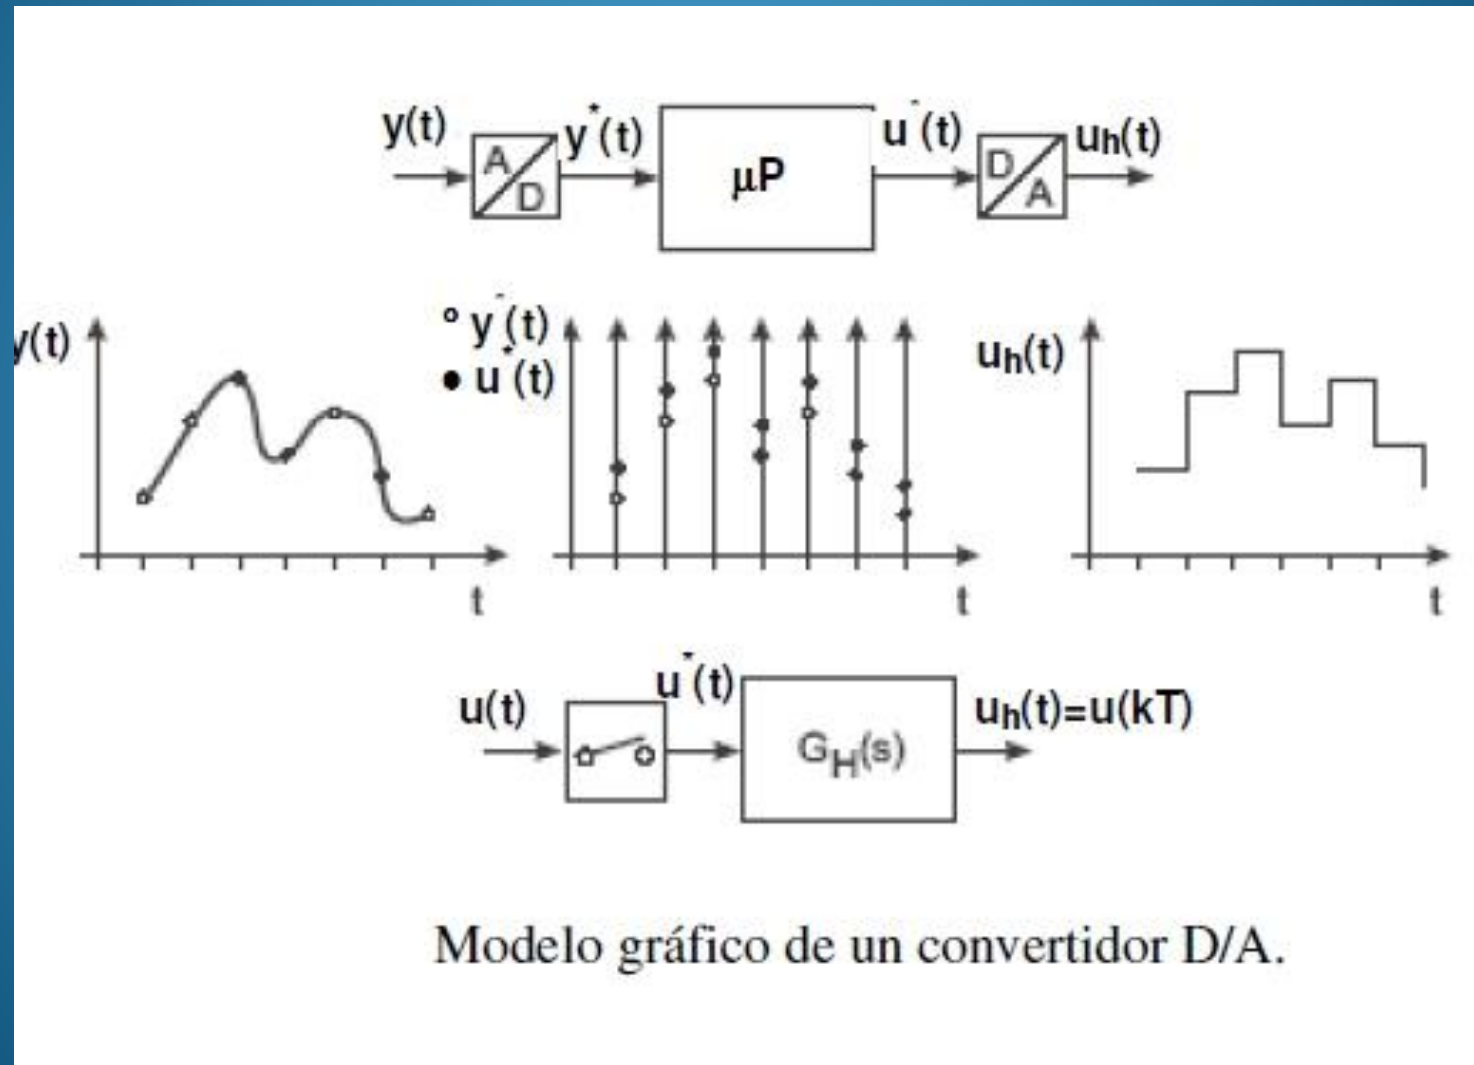 y(t) A/D y*(t) μP u*(t) D/A uh(t)
y(t)
° y*(t)
• u*(t)
uh(t)
t t t
u(t) u*(t) GH(s) uh(t)=u(kT)
Modelo gráfico de un convertidor D/A.